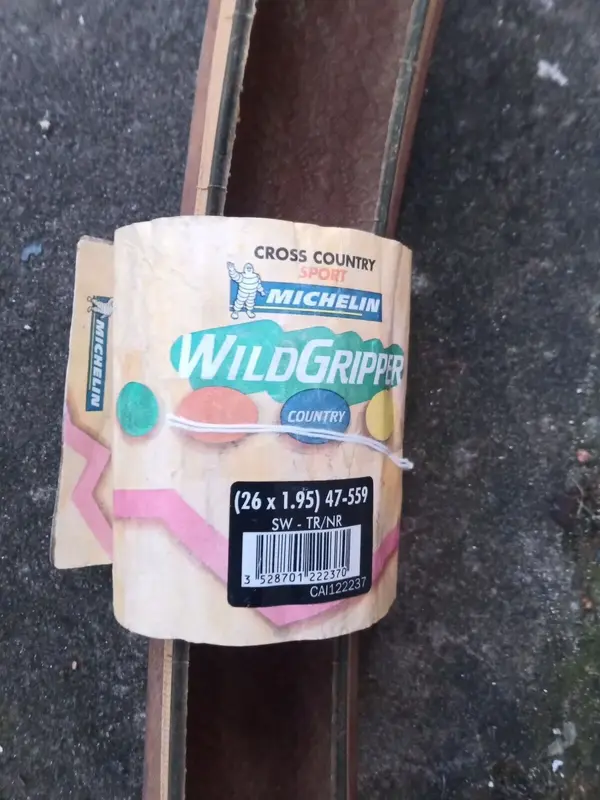 CROSS COUNTRY
SPORT
MICHELIN
WILDGRIPPER
COUNTRY
MICHELIN
(26 x 1.95) 47-559
SW - TR/NR
3 528701 222370
CAI122237